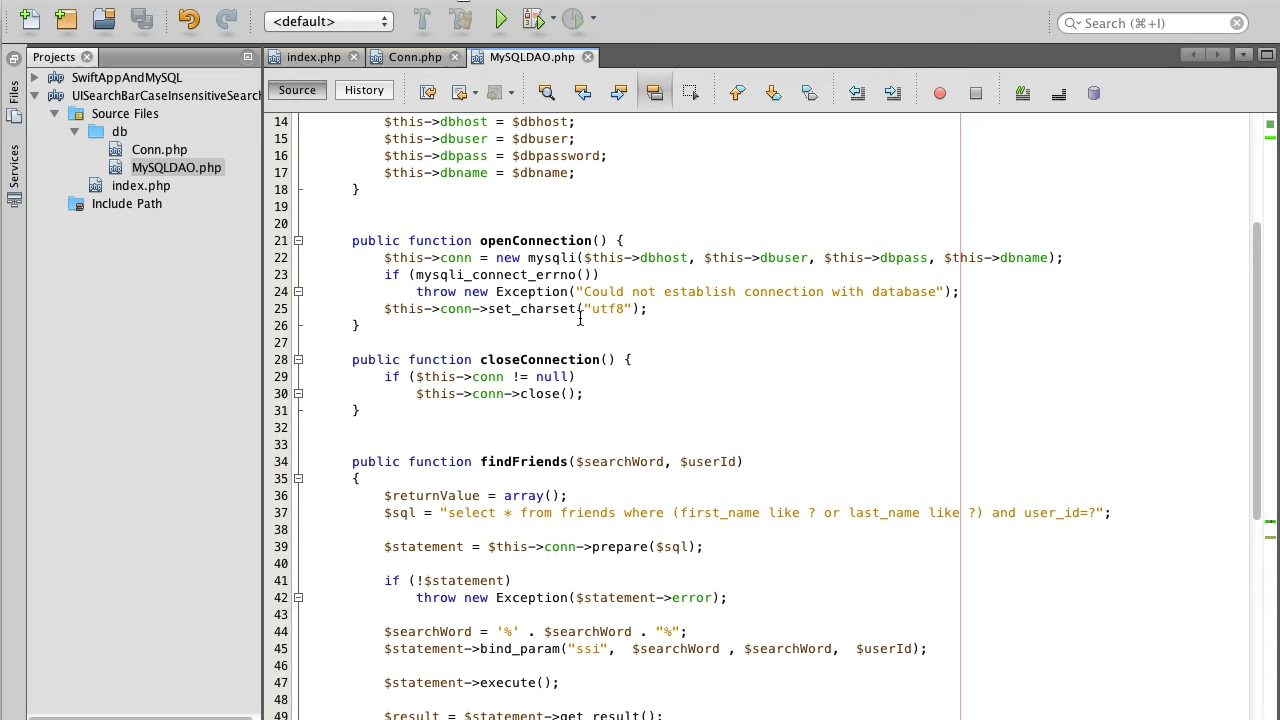 <default>
Search (⌘+I)
Projects
index.php
Conn.php
MySQLDAO.php
Files
Services
SwiftAppAndMySQL
UISearchBarCaseInsensitiveSearch
Source Files
db
Conn.php
MySQLDAO.php
index.php
Include Path
Source
History
14 $this->dbhost = $dbhost;
15 $this->dbuser = $dbuser;
16 $this->dbpass = $dbpassword;
17 $this->dbname = $dbname;
18 }
19
20
21 public function openConnection() {
22 $this->conn = new mysqli($this->dbhost, $this->dbuser, $this->dbpass, $this->dbname);
23 if (mysqli_connect_errno())
24 throw new Exception("Could not establish connection with database");
25 $this->conn->set_charset("utf8");
26 }
27
28 public function closeConnection() {
29 if ($this->conn != null)
30 $this->conn->close();
31 }
32
33
34 public function findFriends($searchWord, $userId)
35 {
36 $returnValue = array();
37 $sql = "select * from friends where (first_name like ? or last_name like ?) and user_id=?";
38
39 $statement = $this->conn->prepare($sql);
40
41 if (!$statement)
42 throw new Exception($statement->error);
43
44 $searchWord = '%' . $searchWord . "%";
45 $statement->bind_param("ssi", $searchWord , $searchWord, $userId);
46
47 $statement->execute();
48
49 $result = $statement->get_result();